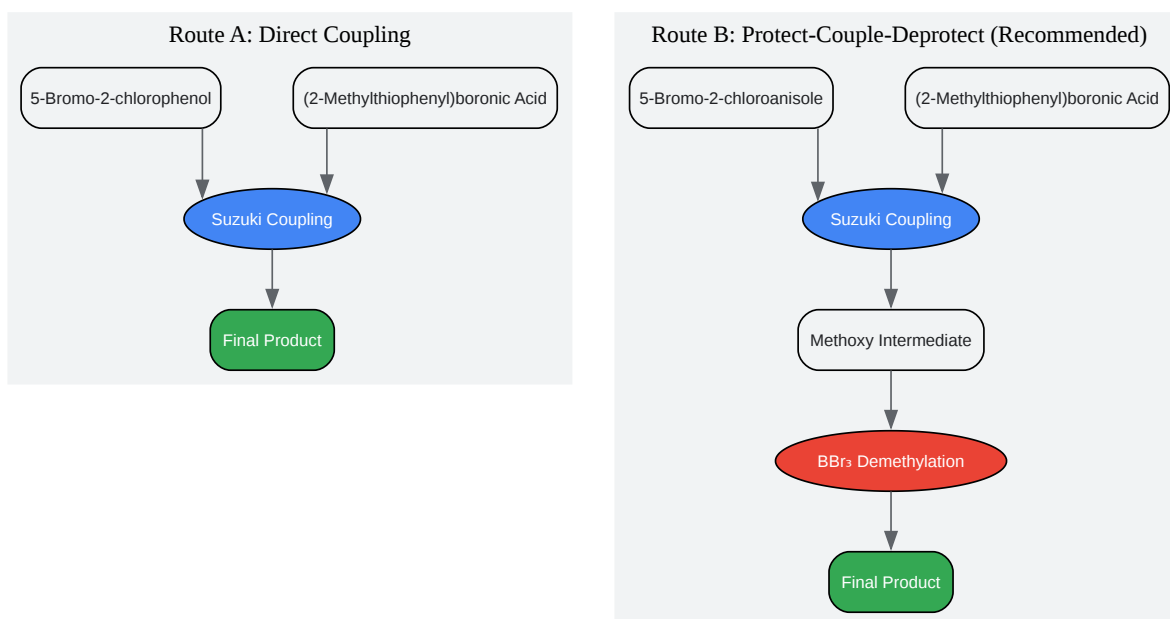 Route A: Direct Coupling
5-Bromo-2-chlorophenol
(2-Methylthiophenyl)boronic Acid
Suzuki Coupling
Final Product
Route B: Protect-Couple-Deprotect (Recommended)
5-Bromo-2-chloroanisole
(2-Methylthiophenyl)boronic Acid
Suzuki Coupling
Methoxy Intermediate
BBr₃ Demethylation
Final Product